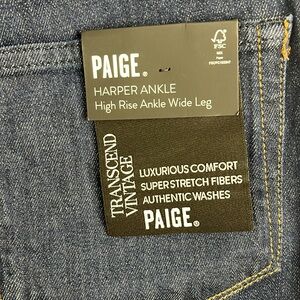 PAIGE®
HARPER ANKLE
High Rise Ankle Wide Leg
FSC
TRANSCEND
VINTAGE
LUXURIOUS COMFORT
SUPER STRETCH FIBERS
AUTHENTIC WASHES
PAIGE®